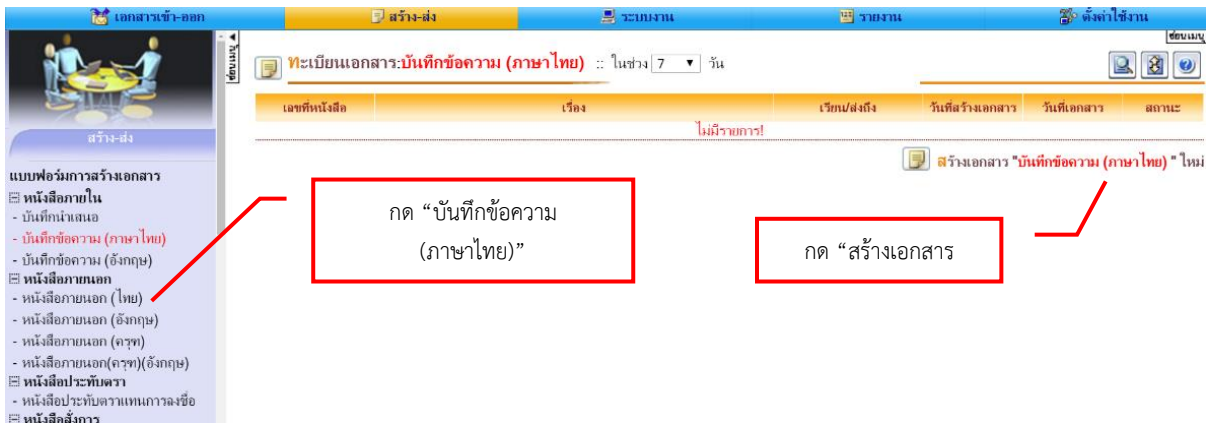 เอกสารเข้า-ออก สร้าง-ส่ง ระบบงาน รายงาน ตั้งค่าใช้งาน
ซ่อนเมนู
ซ่อนเมนู
ทะเบียนเอกสาร:บันทึกข้อความ (ภาษาไทย) :: ในช่วง 7 วัน
เลขที่หนังสือ เรื่อง เรียน/ส่งถึง วันที่สร้างเอกสาร วันที่เอกสาร สถานะ
ไม่มีรายการ!
สร้างเอกสาร "บันทึกข้อความ (ภาษาไทย) " ใหม่
สร้าง-ส่ง
แบบฟอร์มการสร้างเอกสาร
หนังสือภายใน
- บันทึกนำเสนอ
- บันทึกข้อความ (ภาษาไทย)
- บันทึกข้อความ (อังกฤษ)
หนังสือภายนอก
- หนังสือภายนอก (ไทย)
- หนังสือภายนอก (อังกฤษ)
- หนังสือภายนอก (ครุฑ)
- หนังสือภายนอก(ครุฑ)(อังกฤษ)
หนังสือประทับตรา
- หนังสือประทับตราแทนการลงชื่อ
หนังสือสั่งการ
กด “บันทึกข้อความ
(ภาษาไทย)”
กด “สร้างเอกสาร